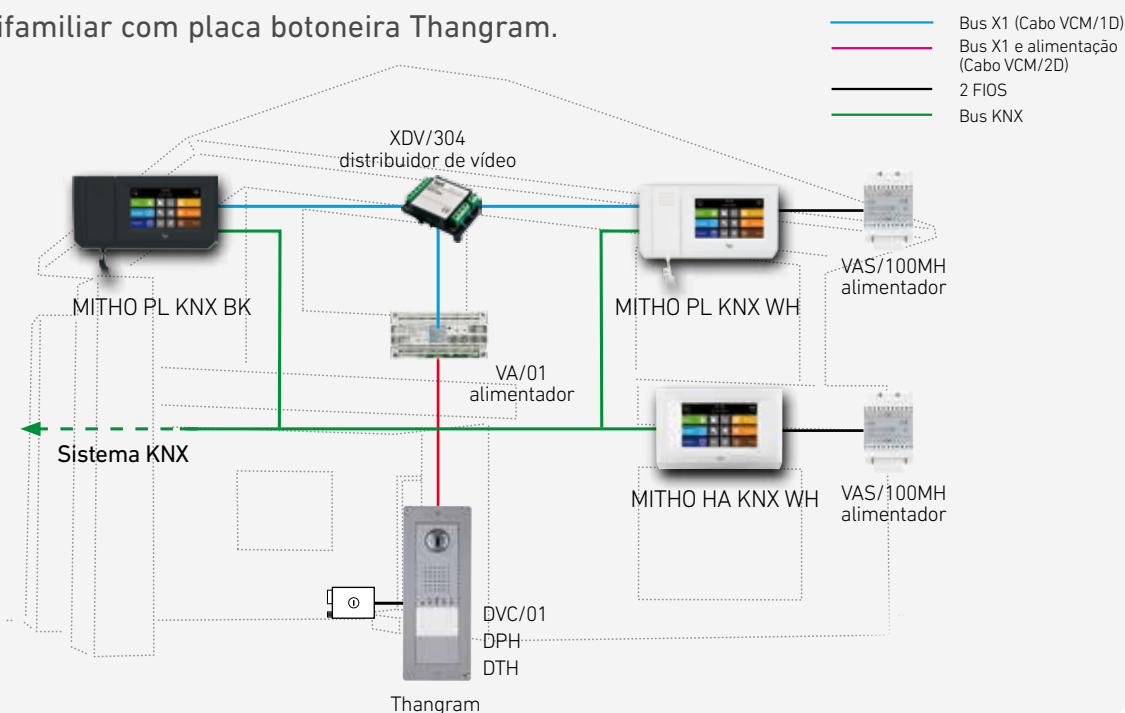 ifamiliar com placa botoneira Thangram.
Bus X1 (Cabo VCM/1D)
Bus X1 e alimentação
(Cabo VCM/2D)
2 FIOS
Bus KNX
XDV/304
distribuidor de vídeo
MITHO PL KNX BK
MITHO PL KNX WH
VAS/100MH
alimentador
VA/01
alimentador
Sistema KNX
MITHO HA KNX WH
VAS/100MH
alimentador
DVC/01
DPH
DTH
Thangram